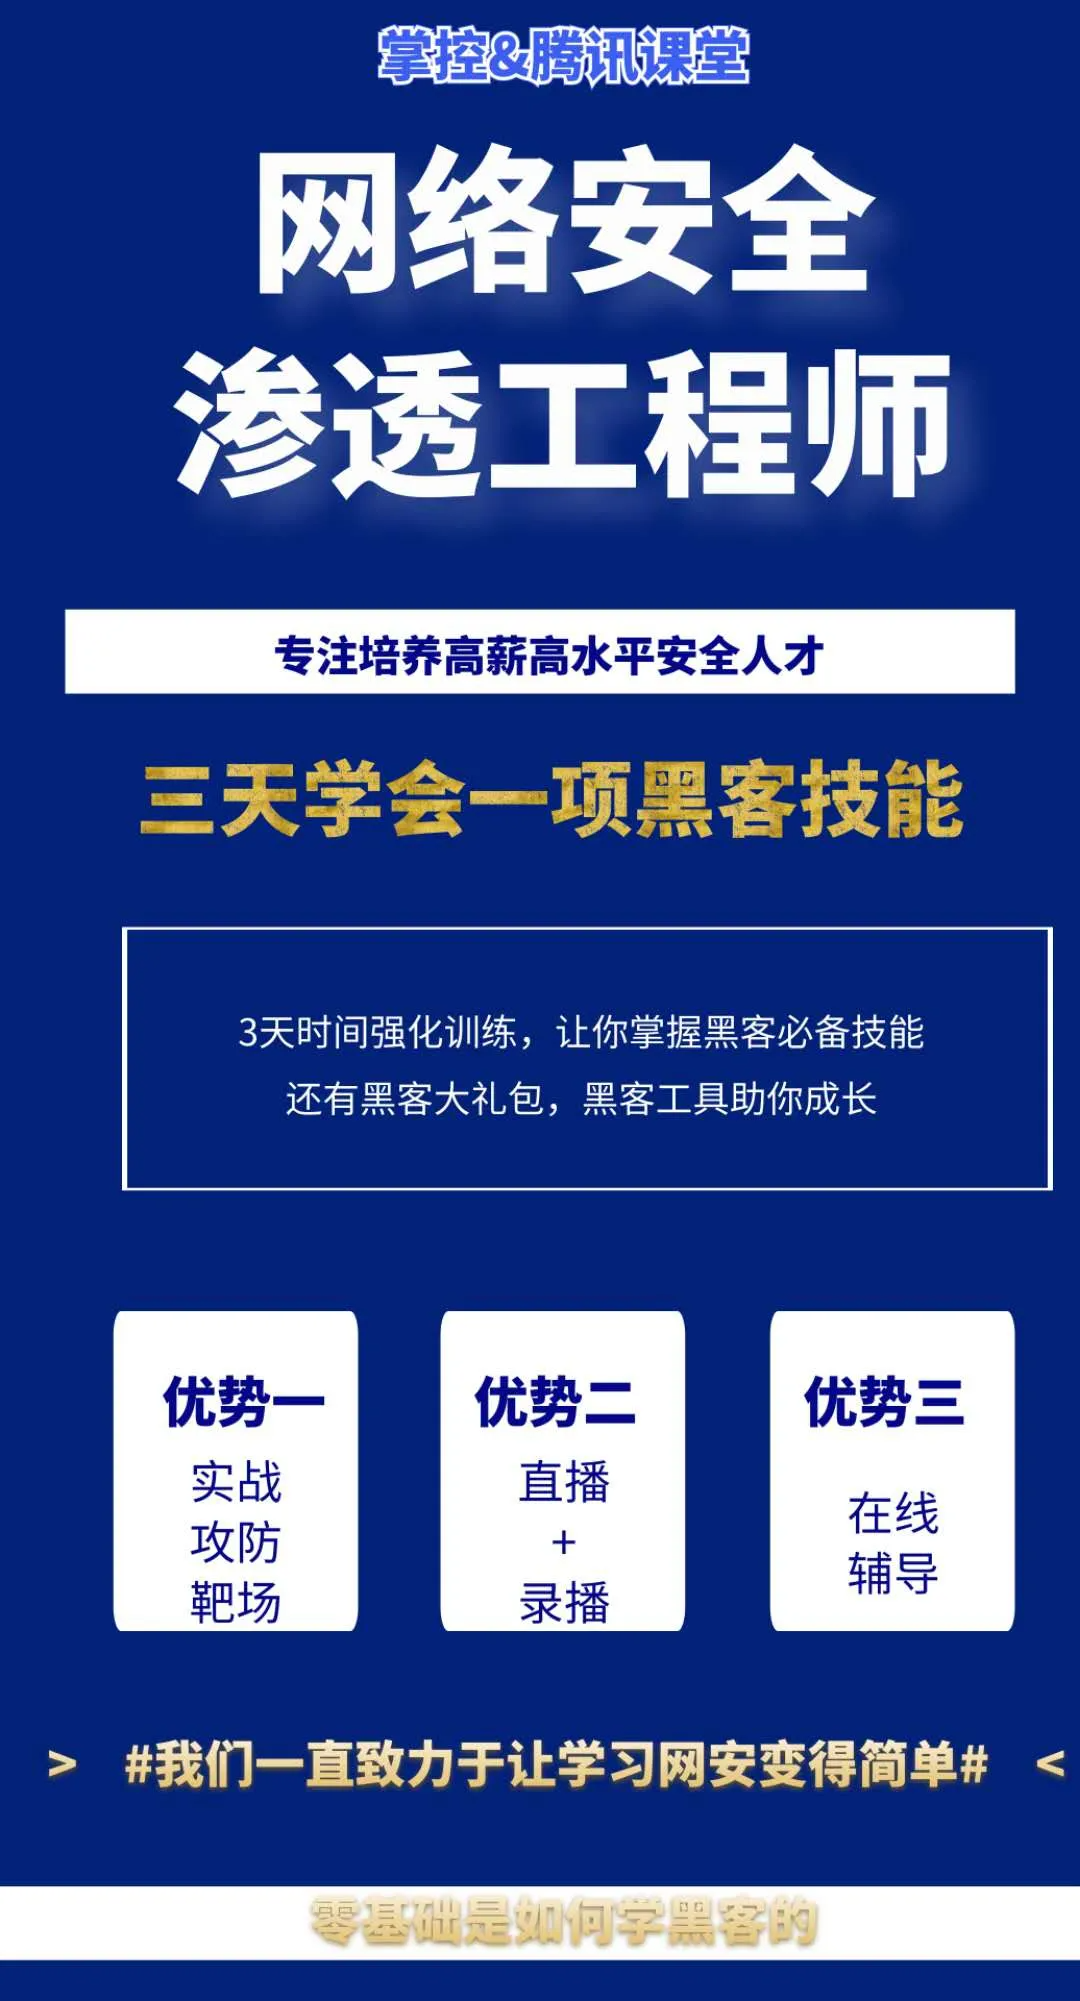 掌控&腾讯课堂
网络安全
渗透工程师
专注培养高薪高水平安全人才
三天学会一项黑客技能
3天时间强化训练，让你掌握黑客必备技能
还有黑客大礼包，黑客工具助你成长
优势一
实战
攻防
靶场
优势二
直播
+
录播
优势三
在线
辅导
> #我们一直致力于让学习网安变得简单# <
零基础是如何学黑客的